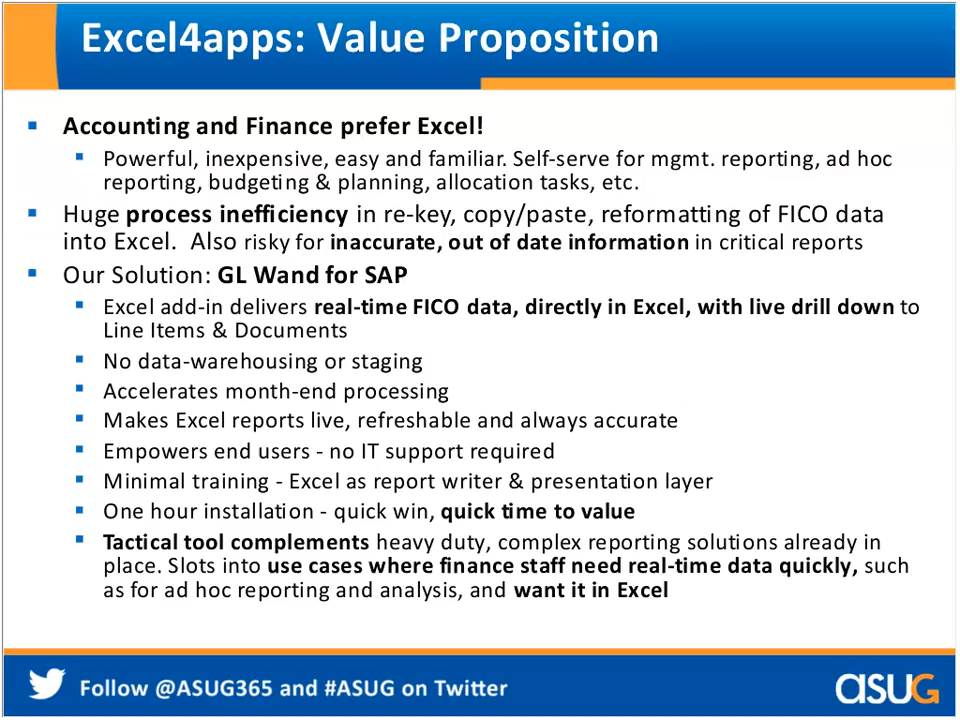 Excel4apps: Value Proposition
Accounting and Finance prefer Excel!
Powerful, inexpensive, easy and familiar. Self-serve for mgmt. reporting, ad hoc
reporting, budgeting & planning, allocation tasks, etc.
Huge process inefficiency in re-key, copy/paste, reformatting of FICO data
into Excel. Also risky for inaccurate, out of date information in critical reports
Our Solution: GL Wand for SAP
Excel add-in delivers real-time FICO data, directly in Excel, with live drill down to
Line Items & Documents
No data-warehousing or staging
Accelerates month-end processing
Makes Excel reports live, refreshable and always accurate
Empowers end users - no IT support required
Minimal training - Excel as report writer & presentation layer
One hour installation - quick win, quick time to value
Tactical tool complements heavy duty, complex reporting solutions already in
place. Slots into use cases where finance staff need real-time data quickly, such
as for ad hoc reporting and analysis, and want it in Excel
Follow @ASUG365 and #ASUG on Twitter
asuG